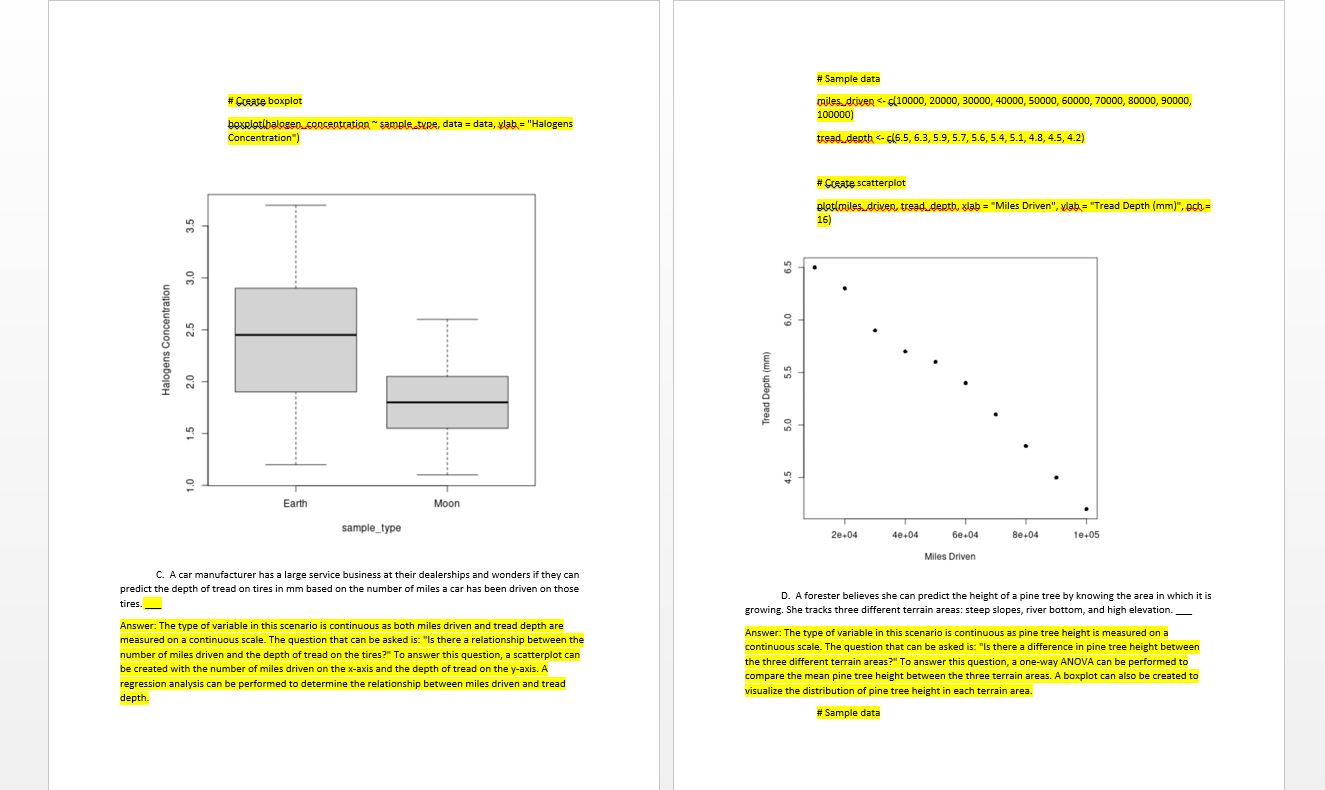 # Create boxplot
boxplot(halogen_concentration ~ sample_type, data = data, ylab = "Halogens
Concentration")
Halogens Concentration
3.5
3.0
2.5
2.0
1.5
1.0
Earth Moon
sample_type
C. A car manufacturer has a large service business at their dealerships and wonders if they can
predict the depth of tread on tires in mm based on the number of miles a car has been driven on those
tires. ___
Answer: The type of variable in this scenario is continuous as both miles driven and tread depth are
measured on a continuous scale. The question that can be asked is: "Is there a relationship between the
number of miles driven and the depth of tread on the tires?" To answer this question, a scatterplot can
be created with the number of miles driven on the x-axis and the depth of tread on the y-axis. A
regression analysis can be performed to determine the relationship between miles driven and tread
depth.
# Sample data
miles_driven <- c(10000, 20000, 30000, 40000, 50000, 60000, 70000, 80000, 90000,
100000)
tread_depth <- c(6.5, 6.3, 5.9, 5.7, 5.6, 5.4, 5.1, 4.8, 4.5, 4.2)
# Create scatterplot
plot(miles_driven, tread_depth, xlab = "Miles Driven", ylab = "Tread Depth (mm)", pch =
16)
Tread Depth (mm)
6.5
6.0
5.5
5.0
4.5
2e+04 4e+04 6e+04 8e+04 1e+05
Miles Driven
D. A forester believes she can predict the height of a pine tree by knowing the area in which it is
growing. She tracks three different terrain areas: steep slopes, river bottom, and high elevation. ___
Answer: The type of variable in this scenario is continuous as pine tree height is measured on a
continuous scale. The question that can be asked is: "Is there a difference in pine tree height between
the three different terrain areas?" To answer this question, a one-way ANOVA can be performed to
compare the mean pine tree height between the three terrain areas. A boxplot can also be created to
visualize the distribution of pine tree height in each terrain area.
# Sample data